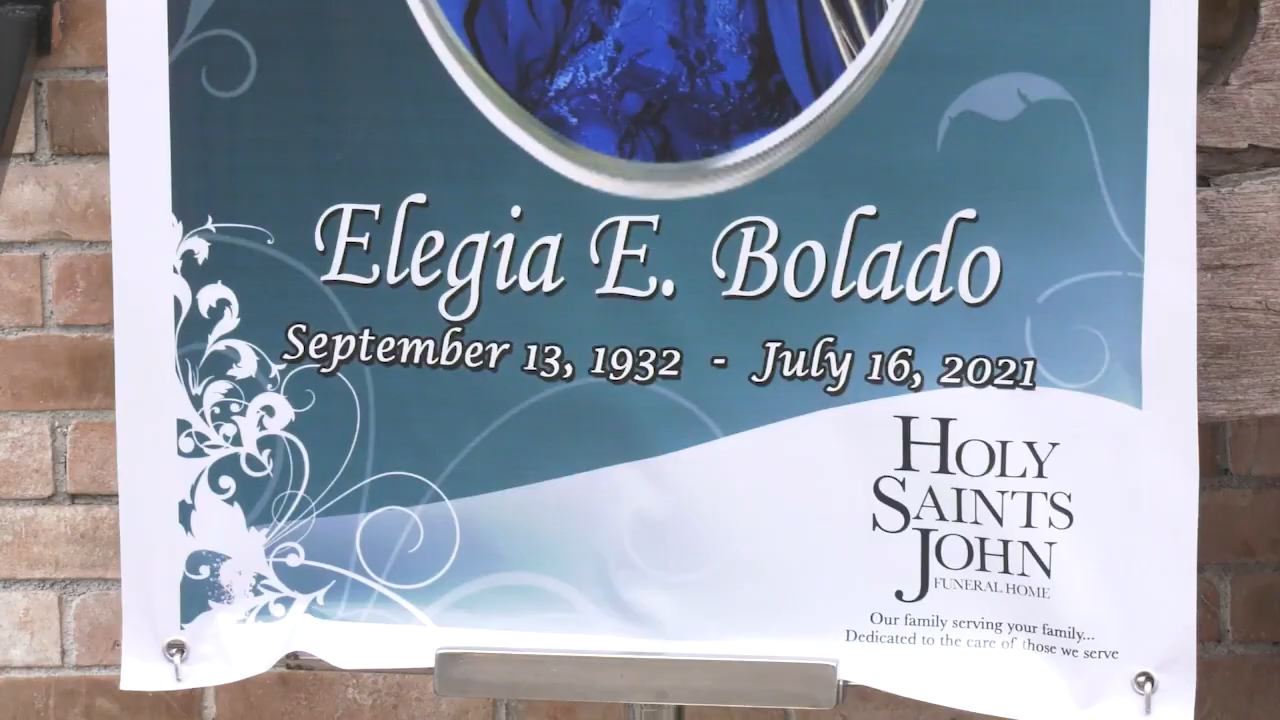 Elegia E. Bolado
September 13, 1932 - July 16, 2021
HOLY
SAINTS
JOHN
FUNERAL HOME
Our family serving your family...
Dedicated to the care of those we serve